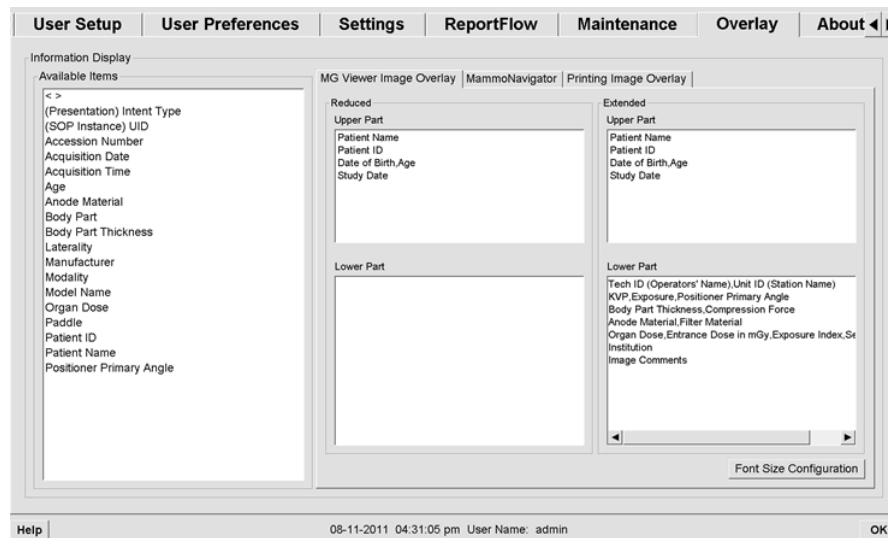 User Setup User Preferences Settings ReportFlow Maintenance Overlay About
Information Display
Available Items
< >
(Presentation) Intent Type
(SOP Instance) UID
Accession Number
Acquisition Date
Acquisition Time
Age
Anode Material
Body Part
Body Part Thickness
Laterality
Manufacturer
Modality
Model Name
Organ Dose
Paddle
Patient ID
Patient Name
Positioner Primary Angle
MG Viewer Image Overlay MammoNavigator Printing Image Overlay
Reduced
Upper Part
Patient Name
Patient ID
Date of Birth,Age
Study Date
Lower Part
Extended
Upper Part
Patient Name
Patient ID
Date of Birth,Age
Study Date
Lower Part
Tech ID (Operators' Name),Unit ID (Station Name)
KVP,Exposure,Positioner Primary Angle
Body Part Thickness,Compression Force
Anode Material,Filter Material
Organ Dose,Entrance Dose in mGy,Exposure Index,Se
Institution
Image Comments
Font Size Configuration
Help 08-11-2011 04:31:05 pm User Name: admin OK